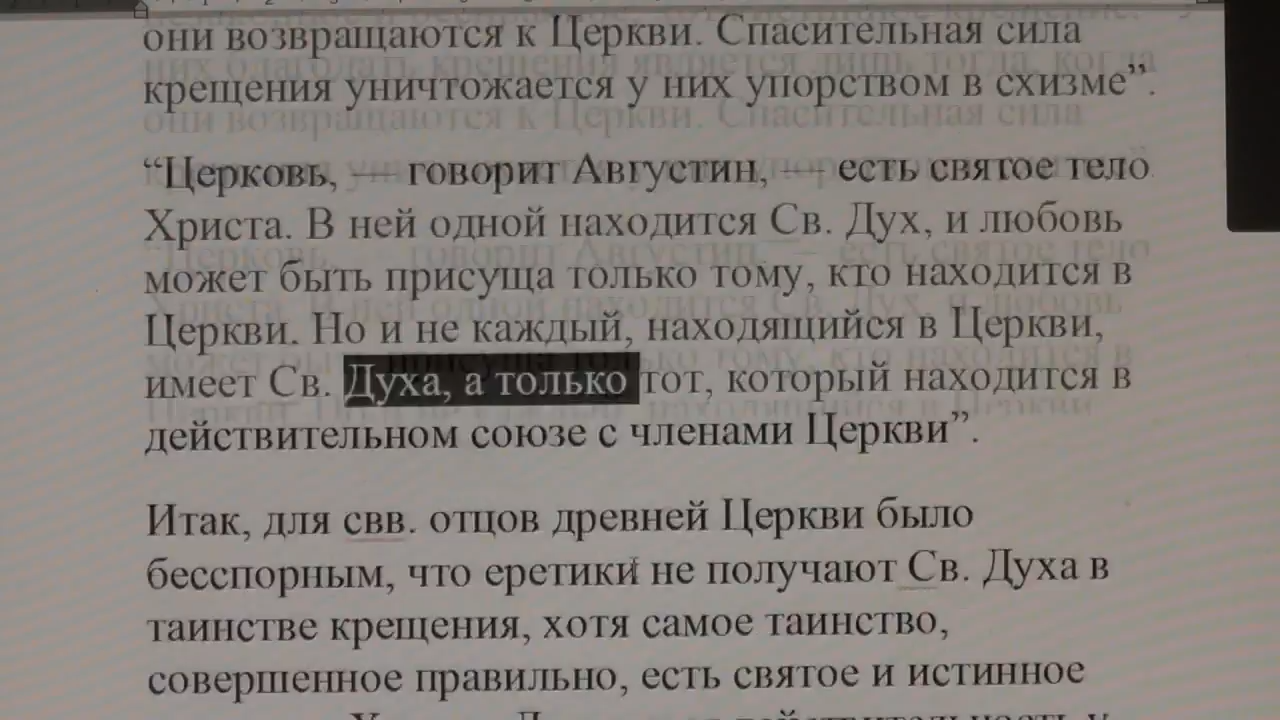 они возвращаются к Церкви. Спасительная сила
крещения уничтожается у них упорством в схизме”.
“Церковь, — говорит Августин, — есть святое тело
Христа. В ней одной находится Св. Дух, и любовь
может быть присуща только тому, кто находится в
Церкви. Но и не каждый, находящийся в Церкви,
имеет Св. Духа, а только тот, который находится в
действительном союзе с членами Церкви”.
Итак, для свв. отцов древней Церкви было
бесспорным, что еретики не получают Св. Духа в
таинстве крещения, хотя самое таинство,
совершенное правильно, есть святое и истинное